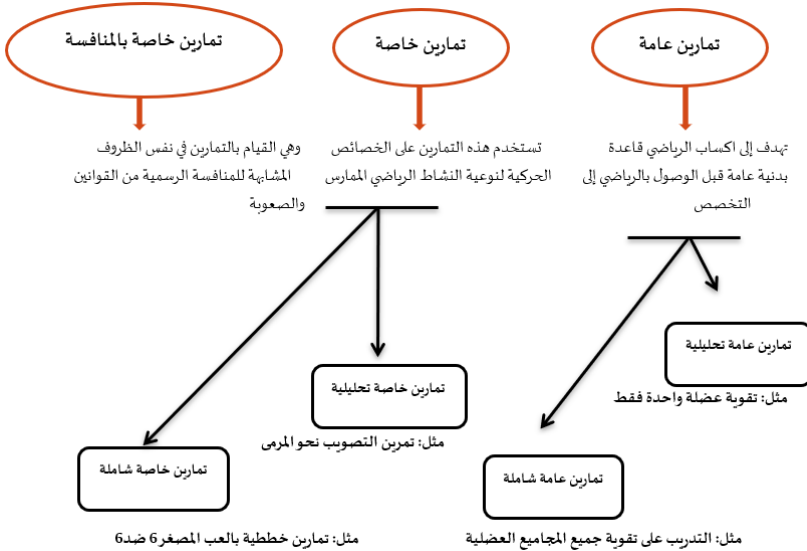 تمارين عامة
تمارين خاصة
تمارين خاصة بالمنافسة
تهدف إلى اكساب الرياضي قاعدة
بدنية عامة قبل الوصول بالرياضي إلى
التخصص
تستخدم هذه التمارين على الخصائص
الحركية لنوعية النشاط الرياضي الممارس
وهي القيام بالتمارين في نفس الظروف
المشابهة للمنافسة الرسمية من القوانين
والصعوبة
تمارين عامة تحليلية
مثل: تقوية عضلة واحدة فقط
تمارين خاصة تحليلية
مثل: تمرين التصويب نحو المرمى
تمارين عامة شاملة
مثل: التدريب على تقوية جميع المجاميع العضلية
تمارين خاصة شاملة
مثل: تمارين خططية بالعب المصغر 6 ضد6